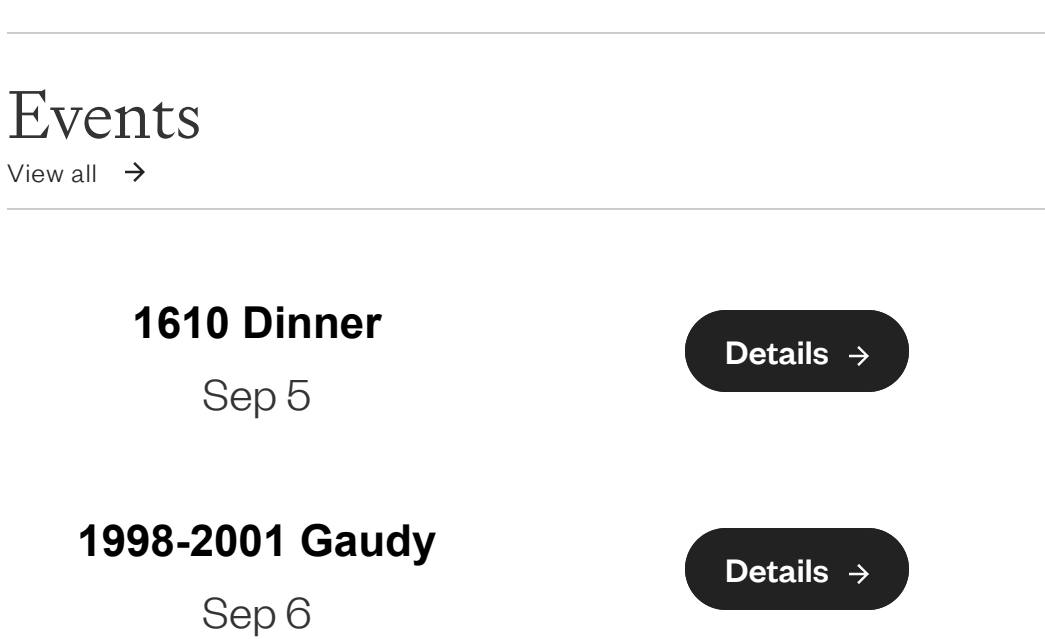 Events
View all →
1610 Dinner
Sep 5
Details →
1998-2001 Gaudy
Sep 6
Details →